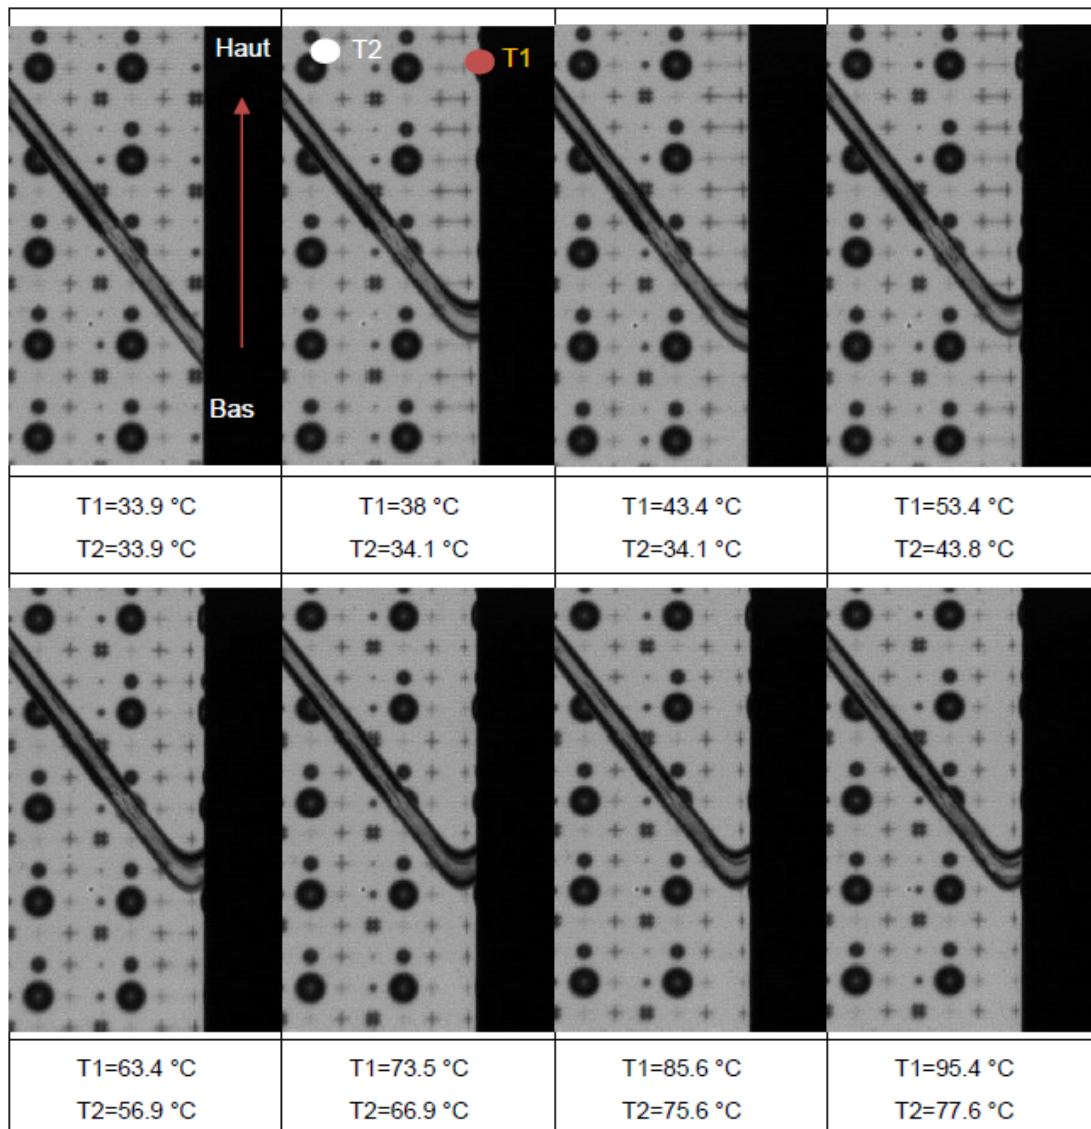 Haut
Bas
T2
T1
T1=33.9 °C
T2=33.9 °C
T1=38 °C
T2=34.1 °C
T1=43.4 °C
T2=34.1 °C
T1=53.4 °C
T2=43.8 °C
T1=63.4 °C
T2=56.9 °C
T1=73.5 °C
T2=66.9 °C
T1=85.6 °C
T2=75.6 °C
T1=95.4 °C
T2=77.6 °C